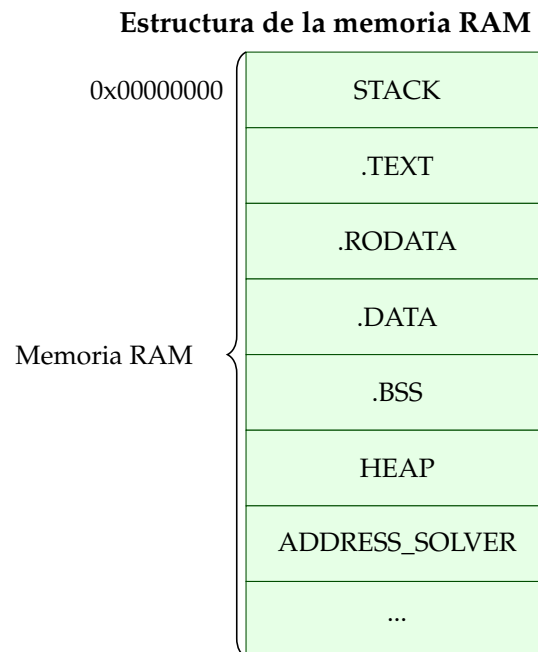 Estructura de la memoria RAM
0x00000000
STACK
.TEXT
.RODATA
.DATA
Memoria RAM
.BSS
HEAP
ADDRESS_SOLVER
...